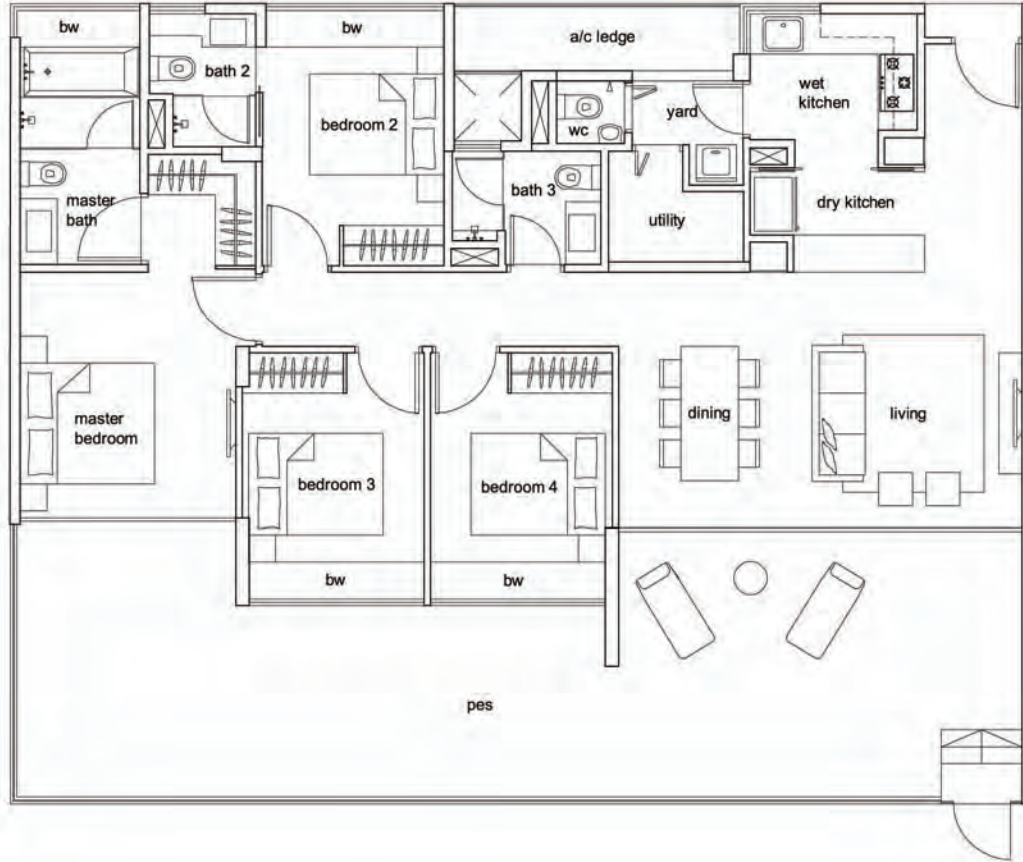 bw
bw
a/c ledge
bath 2
wet
kitchen
bedroom 2
yard
wc
master
bath
bath 3
utility
dry kitchen
master
bedroom
dining
living
bedroom 3
bedroom 4
bw
bw
pes